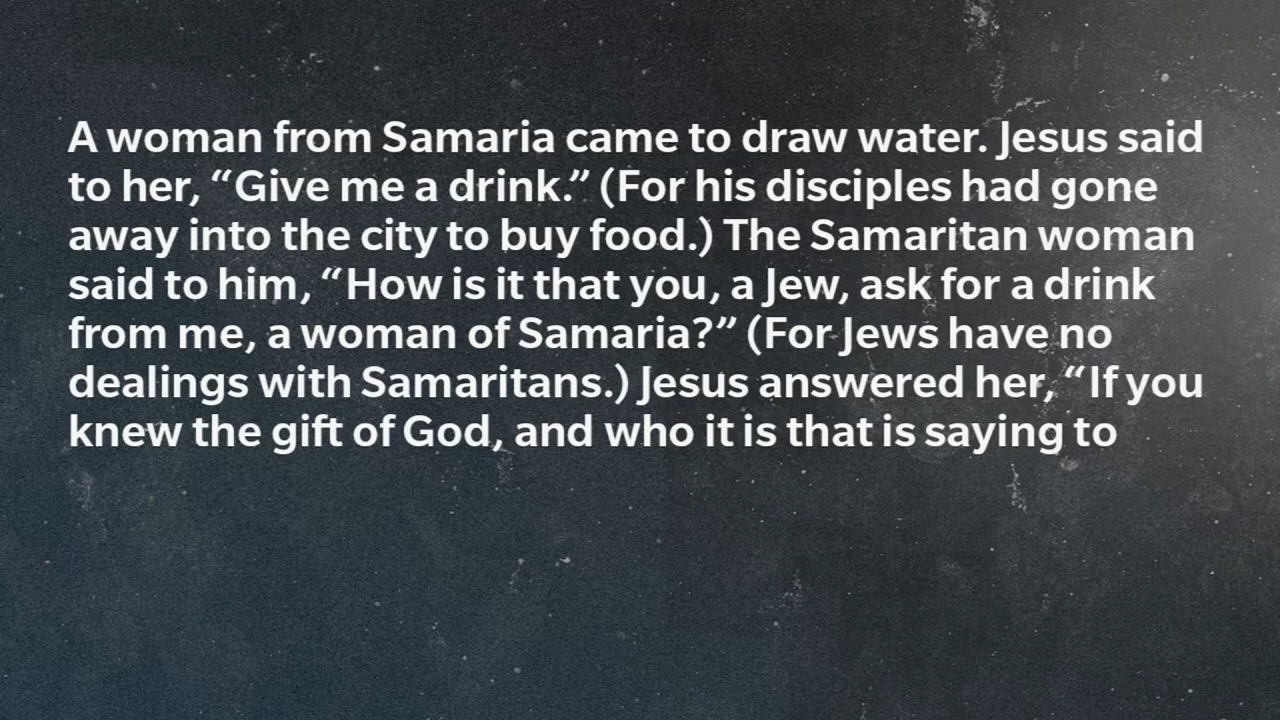 A woman from Samaria came to draw water. Jesus said
to her, “Give me a drink.” (For his disciples had gone
away into the city to buy food.) The Samaritan woman
said to him, “How is it that you, a Jew, ask for a drink
from me, a woman of Samaria?” (For Jews have no
dealings with Samaritans.) Jesus answered her, “If you
knew the gift of God, and who it is that is saying to